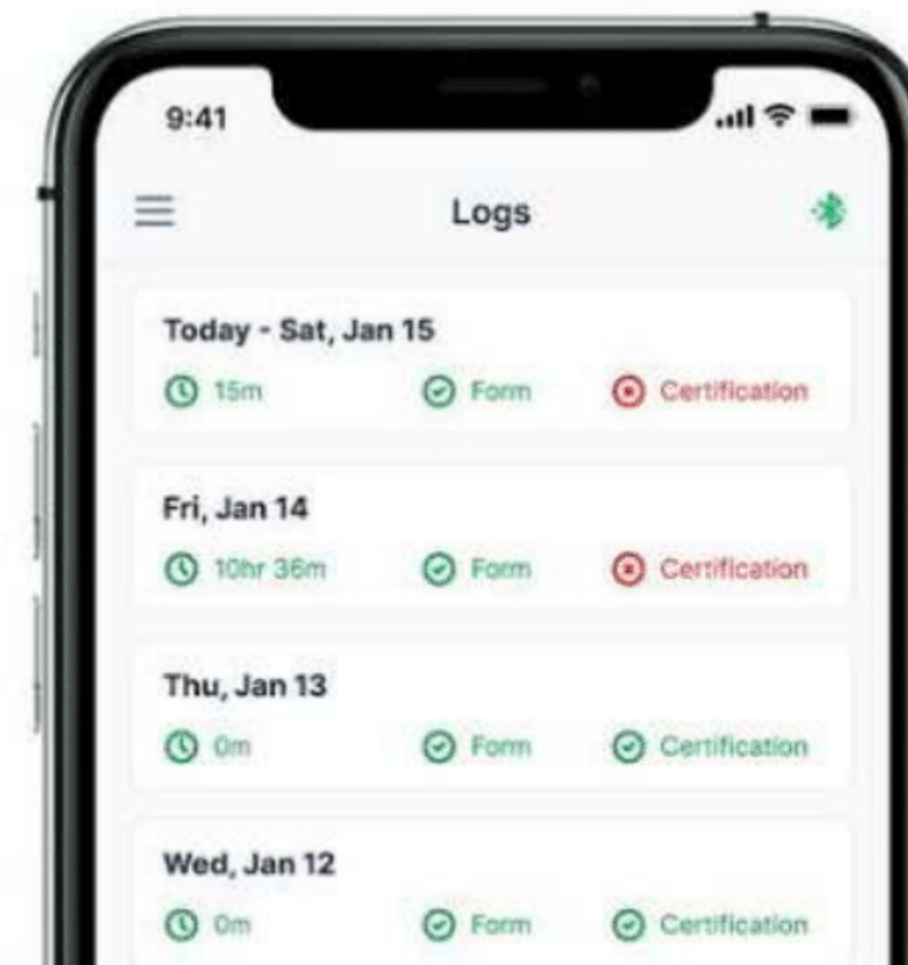 9:41
Logs
Today - Sat, Jan 15
15m Form Certification
Fri, Jan 14
10hr 36m Form Certification
Thu, Jan 13
0m Form Certification
Wed, Jan 12
0m Form Certification